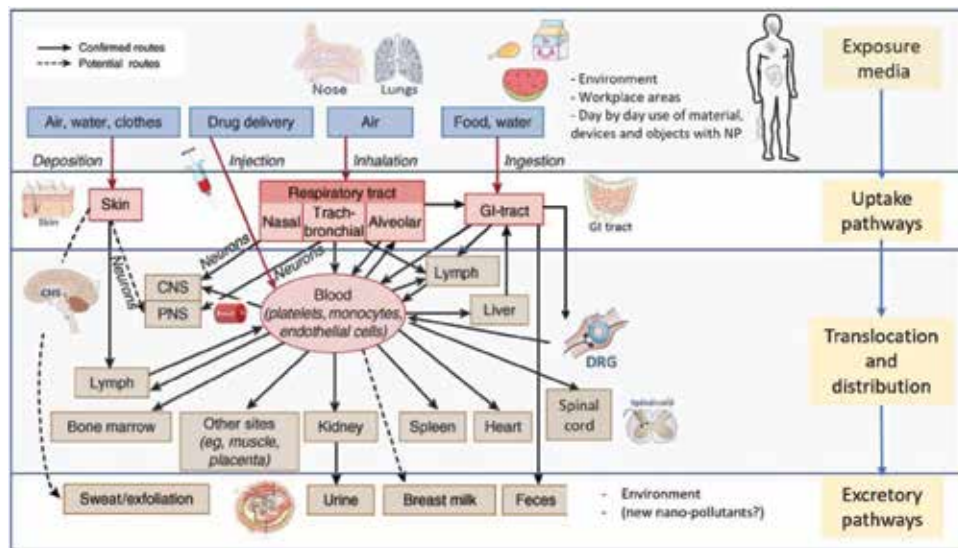 Confirmed routes
Potential routes
Nose
Lungs
- Environment
- Workplace areas
- Day by day use of material,
devices and objects with NP
Exposure
media
Air, water, clothes
Drug delivery
Air
Food, water
Deposition
Injection
Inhalation
Ingestion
Skin
Skin
Respiratory tract
Nasal
Trach-
bronchial
Alveolar
GI-tract
GI tract
Uptake
pathways
Neurons
Neurons
Neurons
CNS
CNS
PNS
Blood
(platelets, monocytes,
endothelial cells)
Lymph
Liver
DRG
Translocation
and
distribution
Lymph
Bone marrow
Other sites
(eg, muscle,
placenta)
Kidney
Spleen
Heart
Spinal
cord
Sweat/exfoliation
Urine
Breast milk
Feces
- Environment
- (new nano-pollutants?)
Excretory
pathways